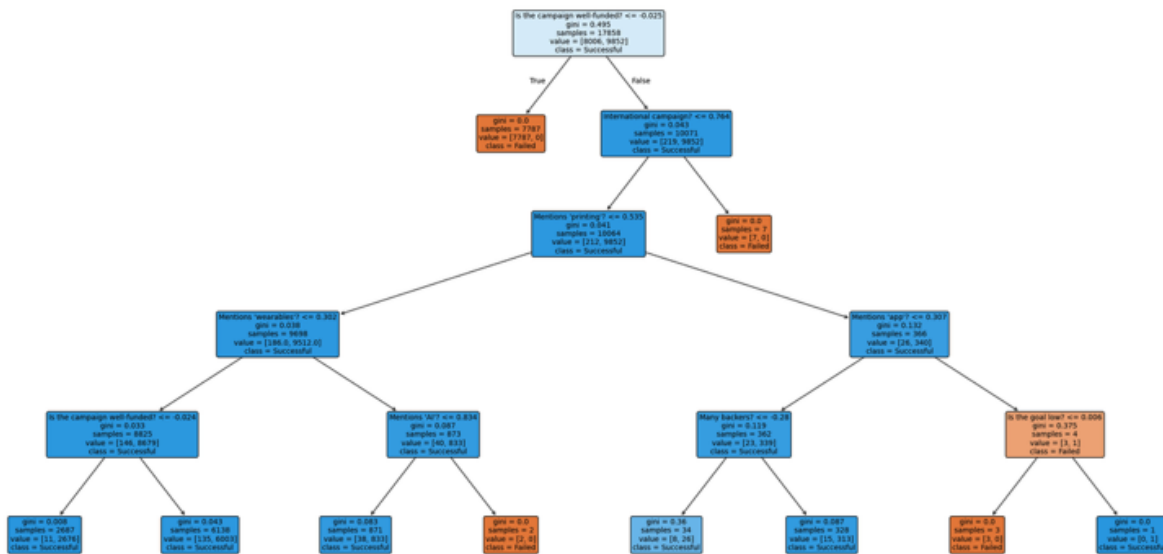 Is the campaign well-funded? <= -0.025
gini = 0.495
samples = 17858
value = [8006, 9852]
class = Successful
True
False
gini = 0.0
samples = 7787
value = [7787, 0]
class = Failed
International campaign? <= 0.764
gini = 0.043
samples = 10071
value = [219, 9852]
class = Successful
Mentions 'printing'? <= 0.535
gini = 0.041
samples = 10064
value = [212, 9852]
class = Successful
gini = 0.0
samples = 7
value = [7, 0]
class = Failed
Mentions 'wearables'? <= 0.302
gini = 0.038
samples = 9698
value = [186.0, 9512.0]
class = Successful
Mentions 'app'? <= 0.307
gini = 0.132
samples = 366
value = [26, 340]
class = Successful
Is the campaign well-funded? <= -0.024
gini = 0.033
samples = 8825
value = [146, 8679]
class = Successful
Mentions 'AI'? <= 0.834
gini = 0.087
samples = 873
value = [40, 833]
class = Successful
Many backers? <= -0.28
gini = 0.119
samples = 362
value = [23, 339]
class = Successful
Is the goal low? <= 0.006
gini = 0.375
samples = 4
value = [3, 1]
class = Failed
gini = 0.008
samples = 2687
value = [11, 2676]
class = Successful
gini = 0.043
samples = 6138
value = [135, 6003]
class = Successful
gini = 0.083
samples = 871
value = [38, 833]
class = Successful
gini = 0.0
samples = 2
value = [2, 0]
class = Failed
gini = 0.36
samples = 34
value = [8, 26]
class = Successful
gini = 0.087
samples = 328
value = [15, 313]
class = Successful
gini = 0.0
samples = 3
value = [3, 0]
class = Failed
gini = 0.0
samples = 1
value = [0, 1]
class = Successful